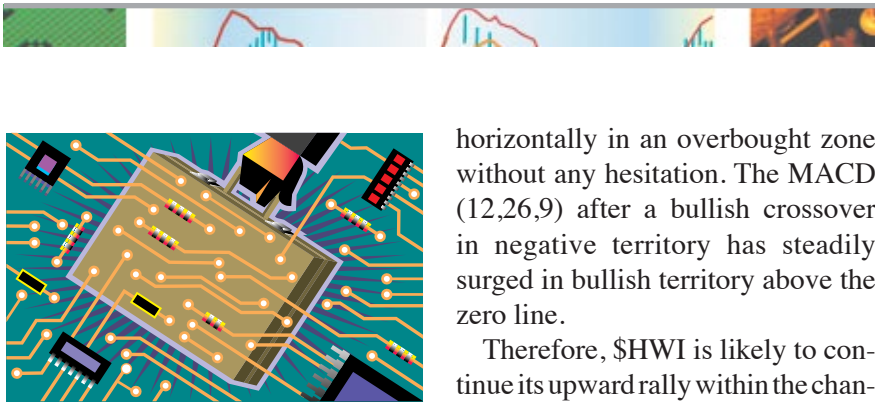 horizontally in an overbought zone
without any hesitation. The MACD
(12,26,9) after a bullish crossover
in negative territory has steadily
surged in bullish territory above the
zero line.
Therefore, $HWI is likely to con-
tinue its upward rally within the chan-